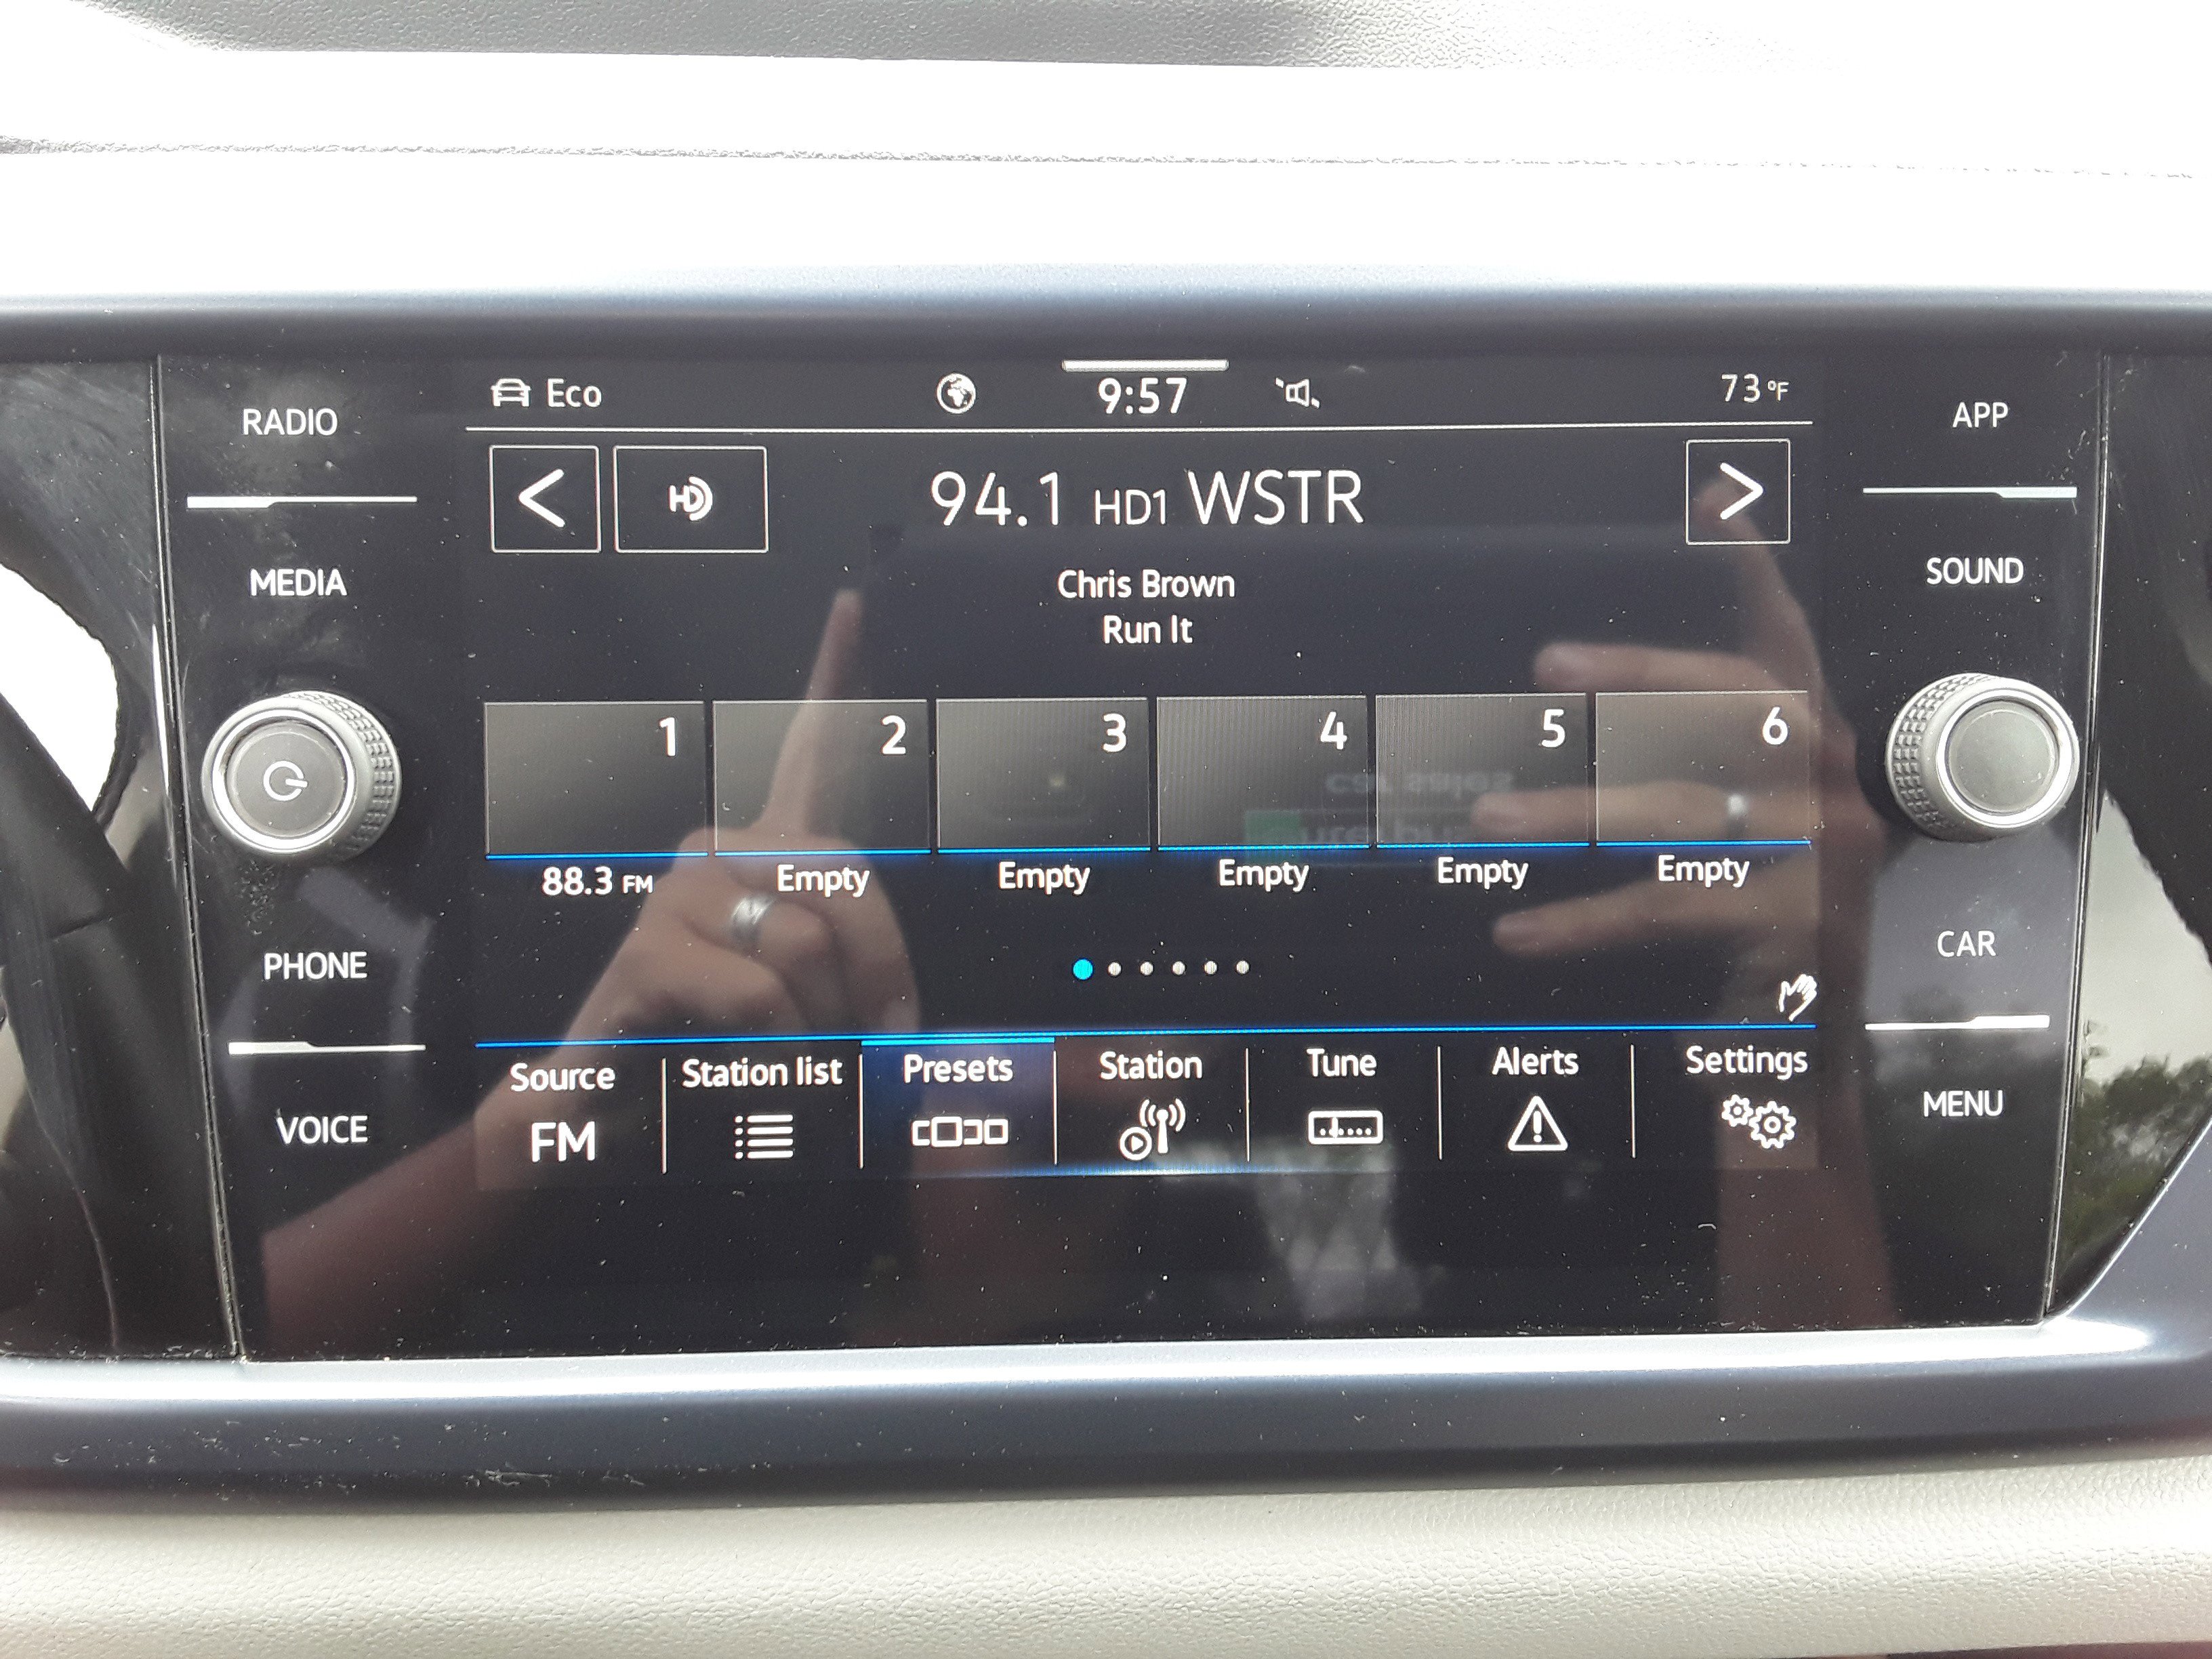 RADIO
MEDIA
PHONE
VOICE
Eco
9:57
73°F
94.1 HD1 WSTR
Chris Brown
Run It
1
2
3
4
5
6
88.3 FM
Empty
Empty
Empty
Empty
Empty
Source
FM
Station list
Presets
Station
Tune
Alerts
Settings
APP
SOUND
CAR
MENU